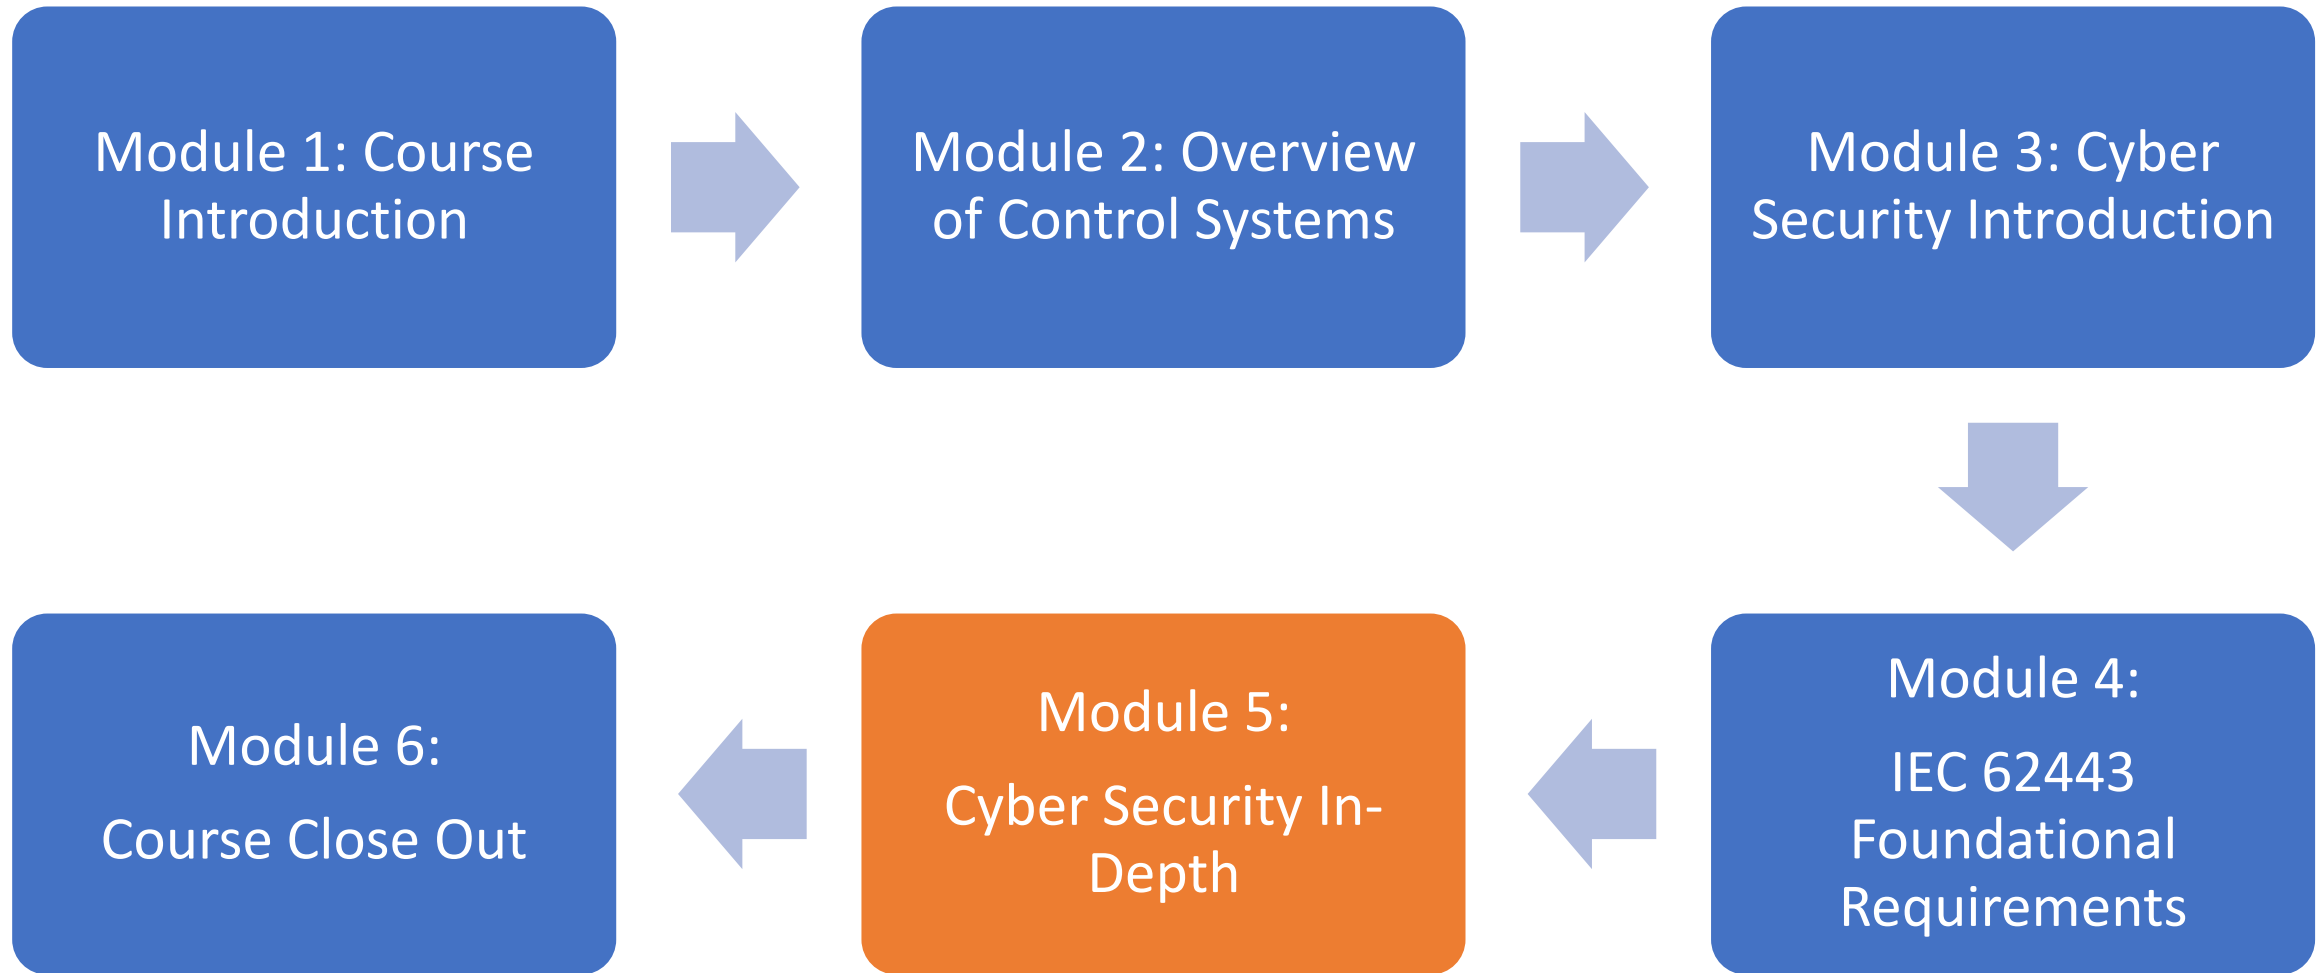 Module 1: Course
Introduction
Module 2: Overview
of Control Systems
Module 3: Cyber
Security Introduction
Module 4:
IEC 62443
Foundational
Requirements
Module 5:
Cyber Security In-
Depth
Module 6:
Course Close Out